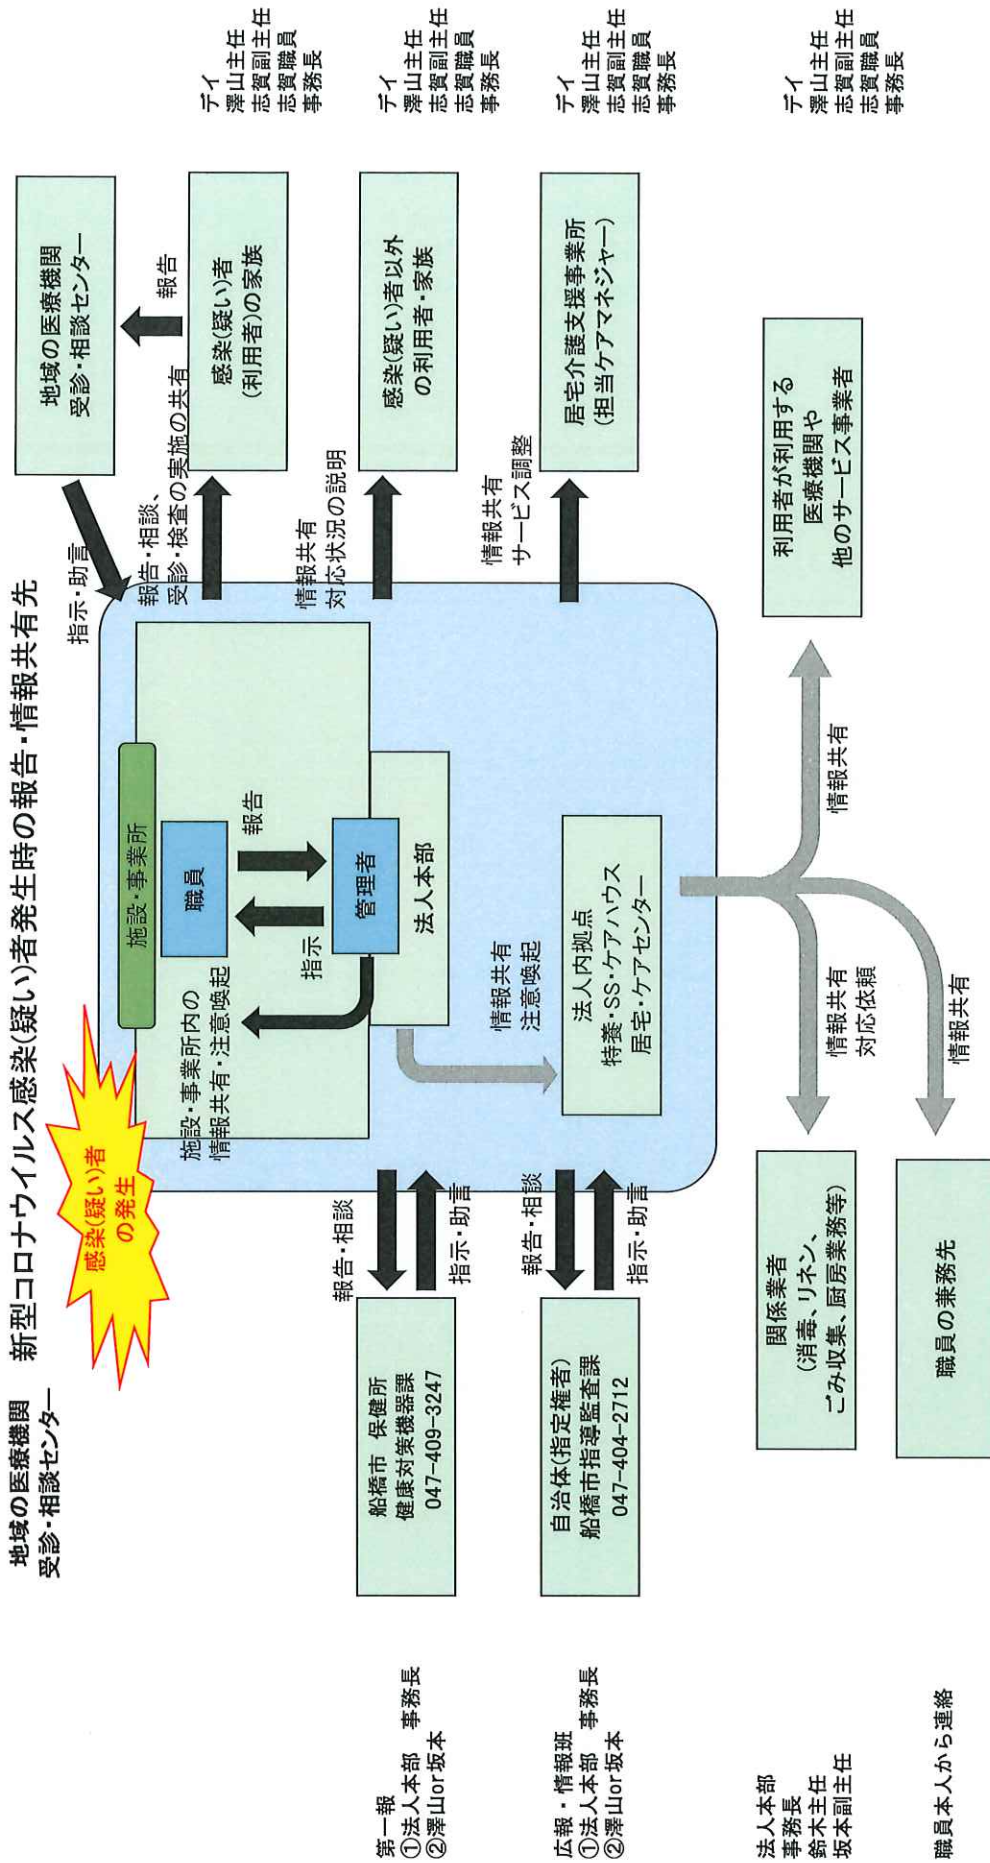 新型コロナウイルス感染(疑い)者発生時の報告・情報共有先
地域の医療機関
受診・相談センター
感染(疑い)者
の発生
施設・事業所
職員
報告
指示
管理者
法人本部
施設・事業所内の
情報共有・注意喚起
情報共有
注意喚起
法人内拠点
特養・SS・ケアハウス
居宅・ケアセンター
第一報
①法人本部 事務長
②澤山or坂本
船橋市 保健所
健康対策機器課
047-409-3247
報告・相談
指示・助言
広報・情報班
①法人本部 事務長
②澤山or坂本
自治体(指定権者)
船橋市指導監査課
047-404-2712
報告・相談
指示・助言
法人本部
事務長
鈴木主任
坂本副主任
関係業者
(消毒、リネン、
ごみ収集、厨房業務等)
情報共有
対応依頼
職員本人から連絡
職員の兼務先
情報共有
指示・助言
地域の医療機関
受診・相談センター
報告
報告・相談、
受診・検査の実施の共有
感染(疑い)者
(利用者)の家族
デイ
澤山主任
志賀副主任
志賀職員
事務長
情報共有
対応状況の説明
感染(疑い)者以外
の利用者・家族
デイ
澤山主任
志賀副主任
志賀職員
事務長
情報共有
サービス調整
居宅介護支援事業所
(担当ケアマネジャー)
デイ
澤山主任
志賀副主任
志賀職員
事務長
情報共有
利用者が利用する
医療機関や
他のサービス事業者
デイ
澤山主任
志賀副主任
志賀職員
事務長